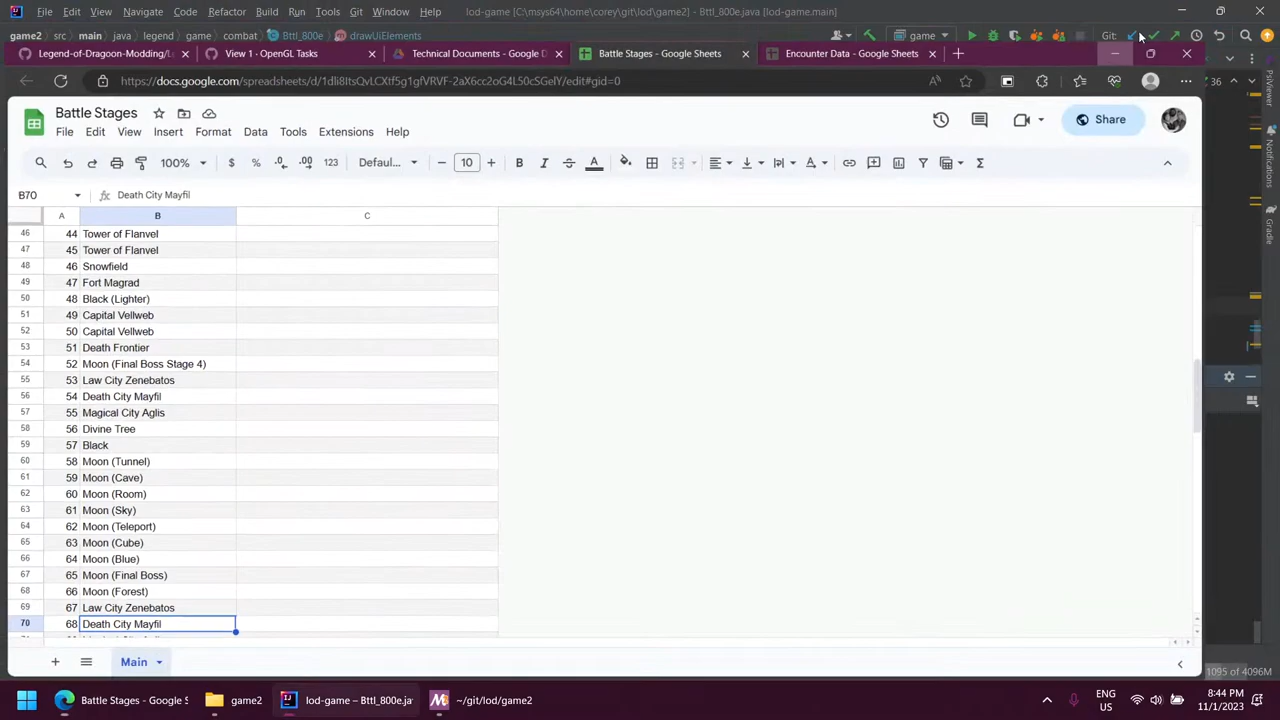 File Edit View Navigate Code Refactor Build Run Tools Git Window Help lod-game [C:\msys64\home\corey\git\lod\game2] - Bttl_800e.java [lod-game.main]
game2 main java legend game combat Bttl_800e drawUiElements game Git:
Legend-of-Dragoon-Modding/L View 1 · OpenGL Tasks Technical Documents - Google D Battle Stages - Google Sheets Encounter Data - Google Sheets
https://docs.google.com/spreadsheets/d/1dli8ItsQvLCXtf5g1gfVRVF-2aWx6cc2oG4L50cSGelY/edit#gid=0 36
Battle Stages
Share
File Edit View Insert Format Data Tools Extensions Help
100% $ % .0 .00 123 Defaul... 10 B I A
B70 fx Death City Mayfil
A B C
46 44 Tower of Flanvel
47 45 Tower of Flanvel
48 46 Snowfield
49 47 Fort Magrad
50 48 Black (Lighter)
51 49 Capital Vellweb
52 50 Capital Vellweb
53 51 Death Frontier
54 52 Moon (Final Boss Stage 4)
55 53 Law City Zenebatos
56 54 Death City Mayfil
57 55 Magical City Aglis
58 56 Divine Tree
59 57 Black
60 58 Moon (Tunnel)
61 59 Moon (Cave)
62 60 Moon (Room)
63 61 Moon (Sky)
64 62 Moon (Teleport)
65 63 Moon (Cube)
66 64 Moon (Blue)
67 65 Moon (Final Boss)
68 66 Moon (Forest)
69 67 Law City Zenebatos
70 68 Death City Mayfil
Main
PsiViewer
Notifications
Gradle
1095 of 4096M
Battle Stages - Google S game2 lod-game – Bttl_800e.ja ~/git/lod/game2
ENG
US
8:44 PM
11/1/2023